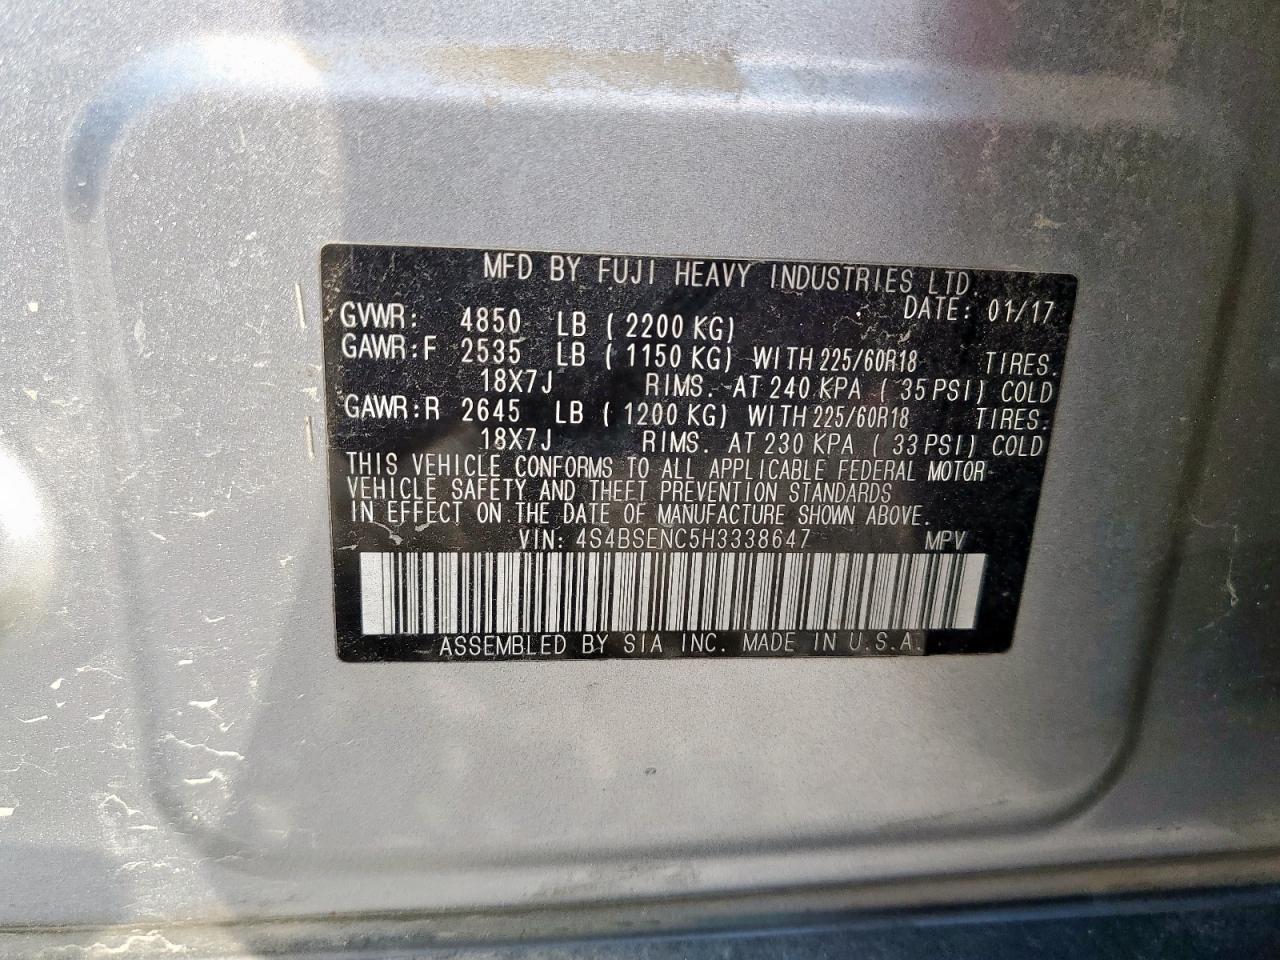 MFD BY FUJI HEAVY INDUSTRIES LTD.
DATE: 01/17
GVWR: 4850 LB ( 2200 KG)
GAWR:F 2535 LB ( 1150 KG) WITH 225/60R18 TIRES.
18X7J RIMS. AT 240 KPA ( 35 PSI) COLD
GAWR:R 2645 LB ( 1200 KG) WITH 225/60R18 TIRES.
18X7J RIMS. AT 230 KPA ( 33 PSI) COLD
THIS VEHICLE CONFORMS TO ALL APPLICABLE FEDERAL MOTOR
VEHICLE SAFETY AND THEFT PREVENTION STANDARDS
IN EFFECT ON THE DATE OF MANUFACTURE SHOWN ABOVE.
VIN: 4S4BSENC5H3338647 MPV
ASSEMBLED BY SIA INC. MADE IN U.S.A.